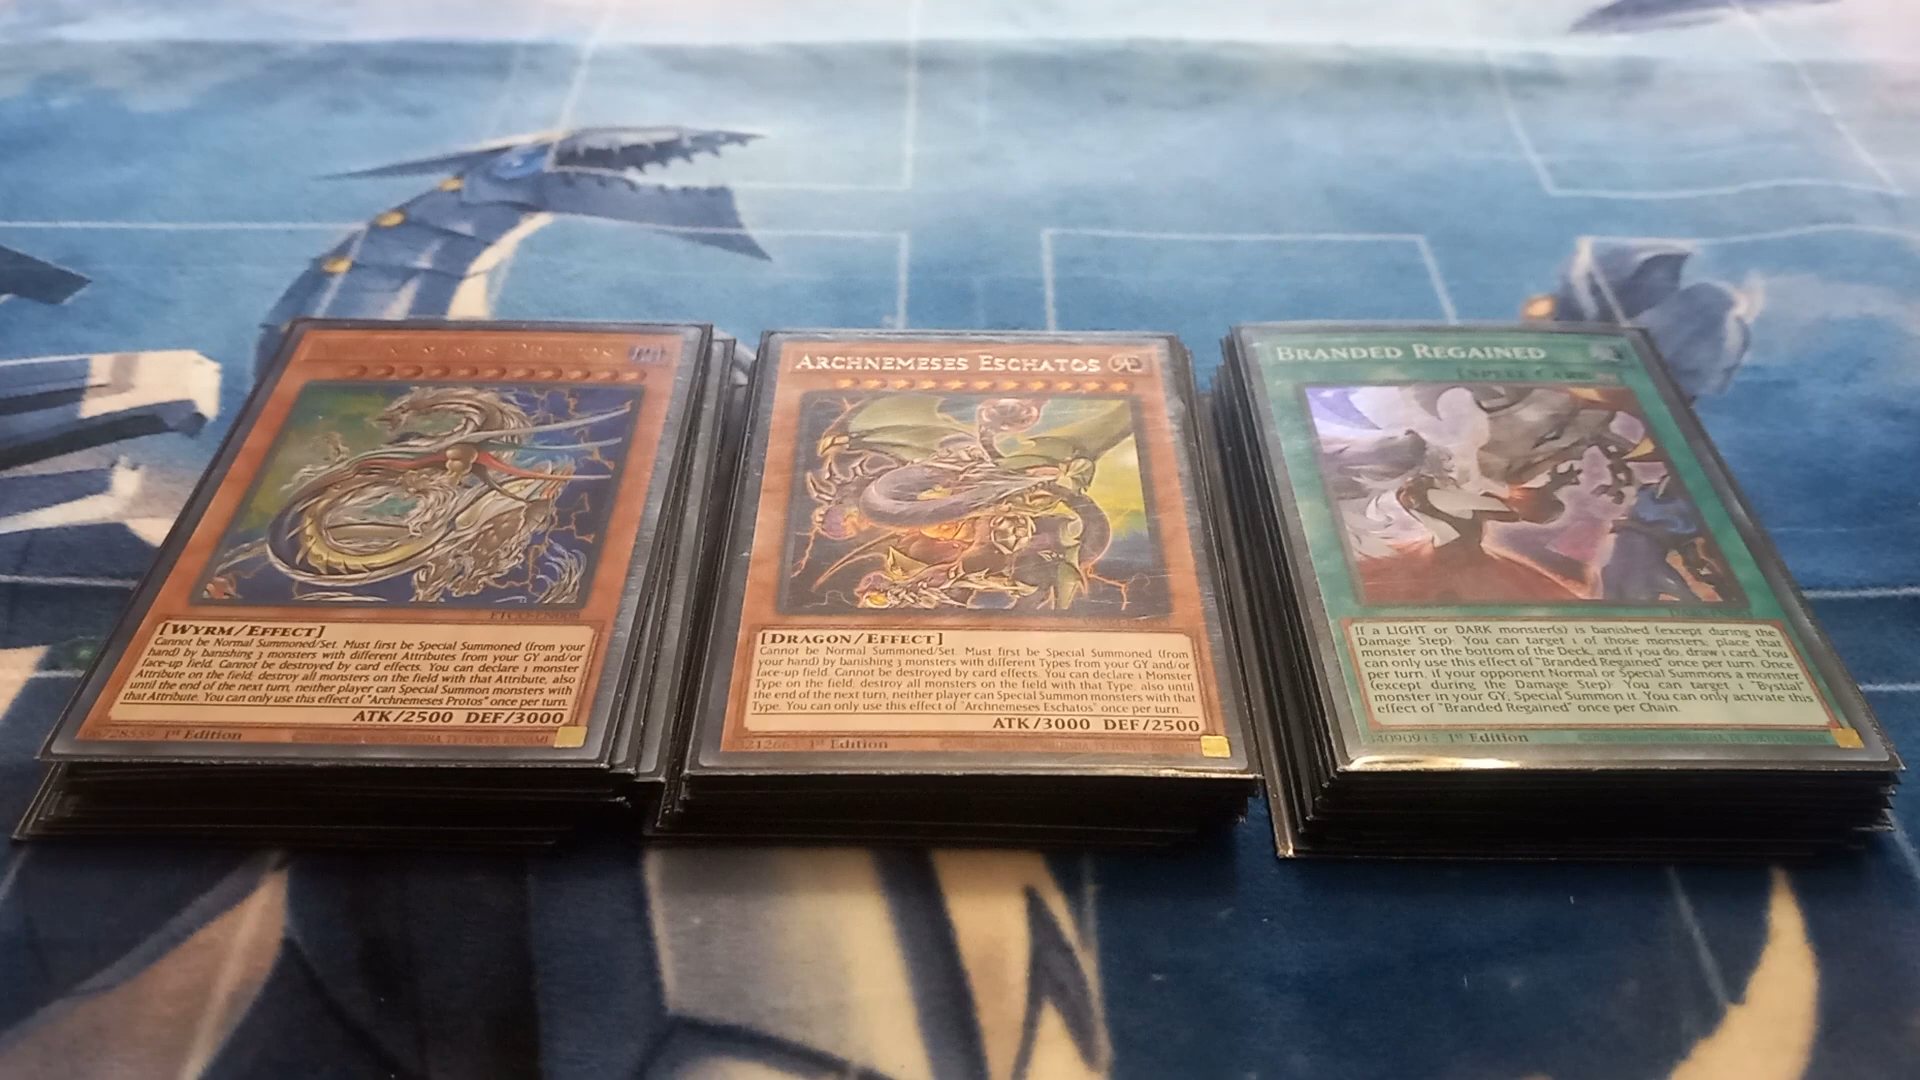 Protos
[Wyrm/Effect]
Cannot be Normal Summoned/Set. Must first be Special Summoned (from your
hand) by banishing 3 monsters with different Attributes from your GY and/or
face-up field. Cannot be destroyed by card effects. You can declare 1 monster
Attribute on the field; destroy all monsters on the field with that Attribute, also
until the end of the next turn, neither player can Special Summon monsters with
that Attribute. You can only use this effect of "Archnemeses Protos" once per turn.
ATK/2500 DEF/3000
1st Edition
Archnemeses Eschatos
[Dragon/Effect]
Cannot be Normal Summoned/Set. Must first be Special Summoned (from
your hand) by banishing 3 monsters with different Types from your GY and/or
face-up field. Cannot be destroyed by card effects. You can declare 1 Monster
Type on the field; destroy all monsters on the field with that Type, also until
the end of the next turn, neither player can Special Summon monsters with that
Type. You can only use this effect of "Archnemeses Eschatos" once per turn.
ATK/3000 DEF/2500
1st Edition
Branded Regained
[Spell Card
If a LIGHT or DARK monster(s) is banished (except during the
Damage Step): You can target 1 of those monsters; place that
monster on the bottom of the Deck, and if you do, draw 1 card. You
can only use this effect of "Branded Regained" once per turn. Once
per turn, if your opponent Normal or Special Summons a monster
(except during the Damage Step): You can target 1 "Bystial"
monster in your GY; Special Summon it. You can only activate this
effect of "Branded Regained" once per Chain.
1st Edition